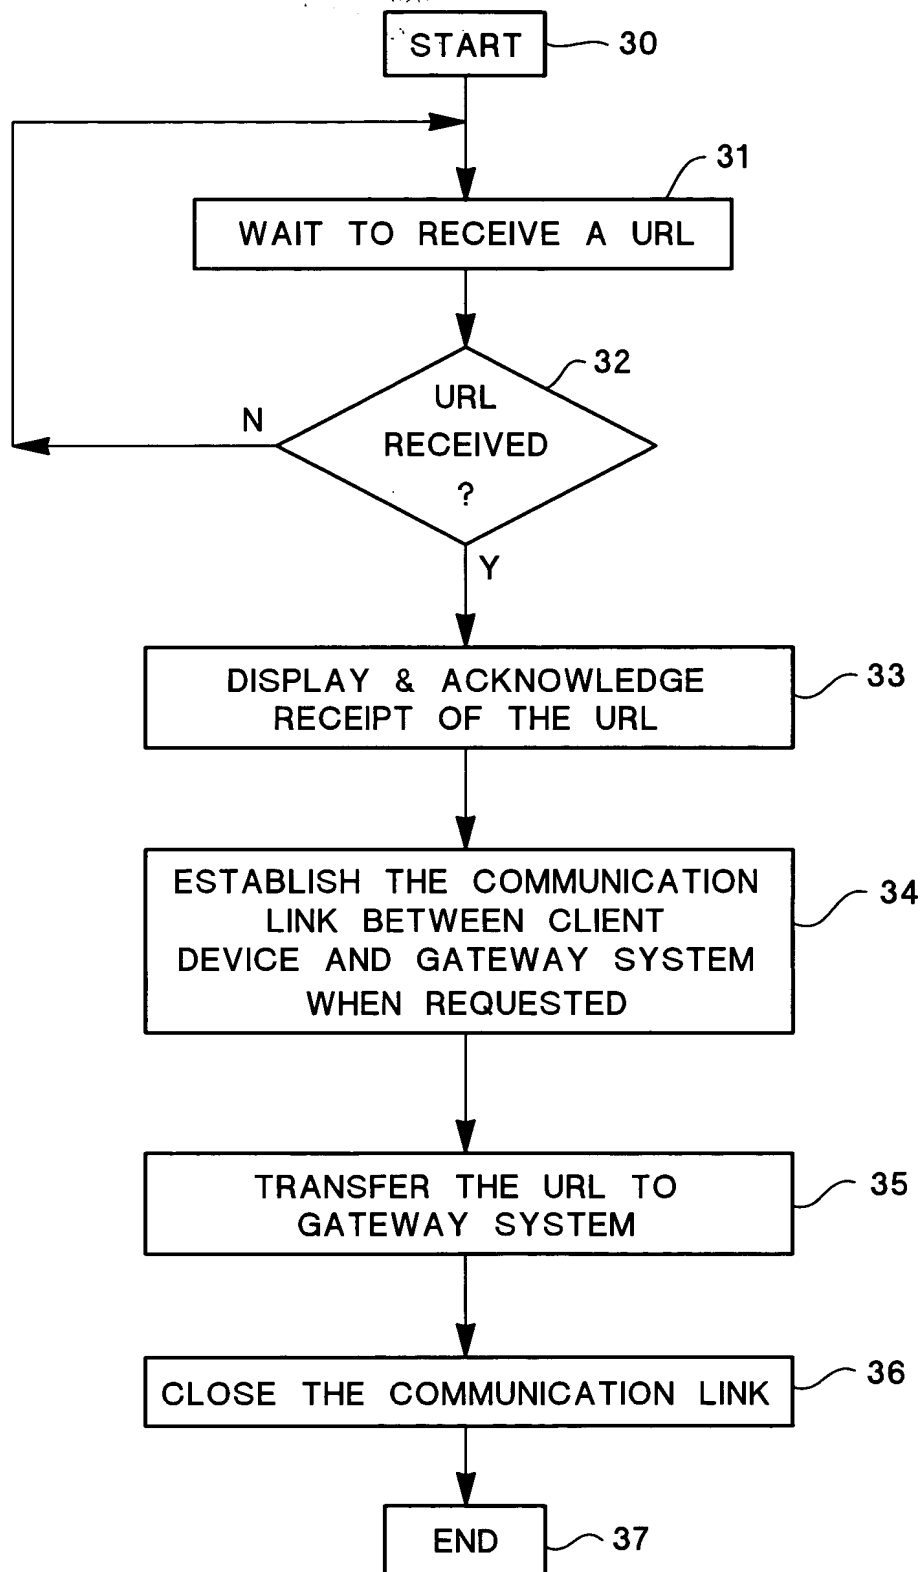 START
30
31
WAIT TO RECEIVE A URL
32
URL
RECEIVED
?
N
Y
DISPLAY & ACKNOWLEDGE
RECEIPT OF THE URL
33
ESTABLISH THE COMMUNICATION
LINK BETWEEN CLIENT
DEVICE AND GATEWAY SYSTEM
WHEN REQUESTED
34
TRANSFER THE URL TO
GATEWAY SYSTEM
35
CLOSE THE COMMUNICATION LINK
36
END
37